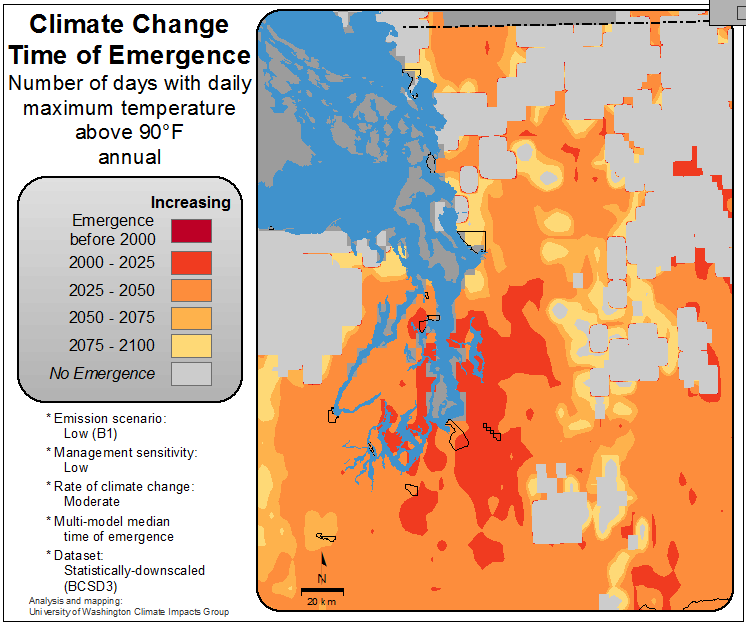 Climate Change
Time of Emergence
Number of days with daily
maximum temperature
above 90°F
annual
Increasing
Emergence
before 2000
2000 - 2025
2025 - 2050
2050 - 2075
2075 - 2100
No Emergence
* Emission scenario:
Low (B1)
* Management sensitivity:
Low
* Rate of climate change:
Moderate
* Multi-model median
time of emergence
* Dataset:
Statistically-downscaled
(BCSD3)
Analysis and mapping:
University of Washington Climate Impacts Group
N
20 km